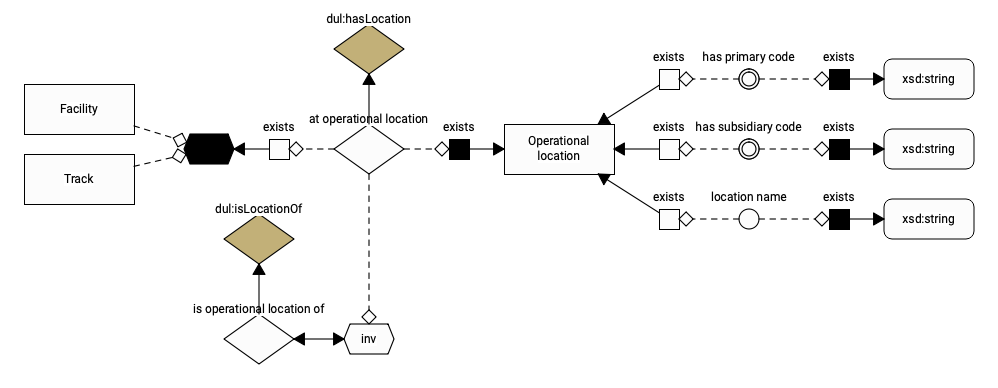 dul:hasLocation
Facility
Track
exists
at operational location
exists
Operational
location
exists
has primary code
exists
xsd:string
exists
has subsidiary code
exists
xsd:string
exists
location name
exists
xsd:string
dul:isLocationOf
is operational location of
inv